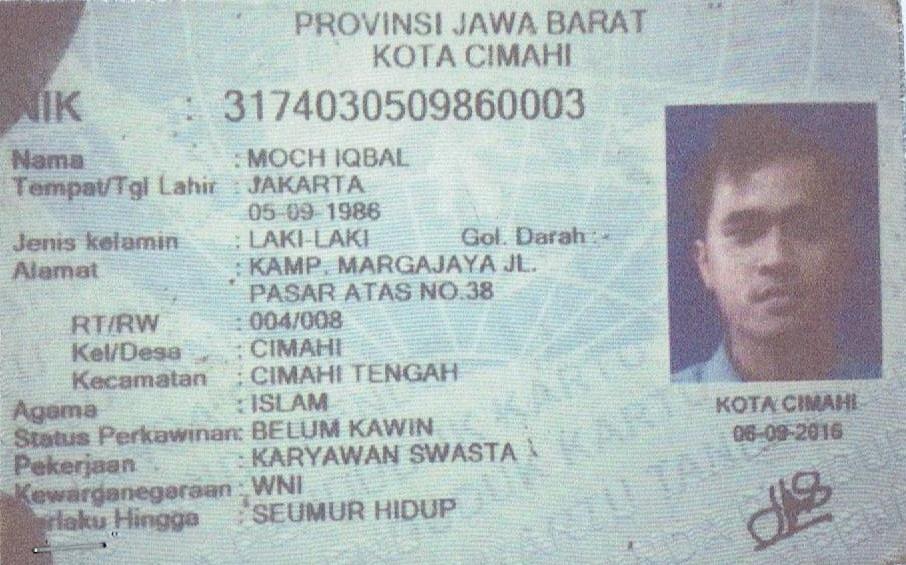 PROVINSI JAWA BARAT
KOTA CIMAHI
NIK : 3174030509860003
Nama : MOCH IQBAL
Tempat/Tgl Lahir : JAKARTA
05-09-1986
Jenis kelamin : LAKI-LAKI Gol. Darah : -
Alamat : KAMP. MARGAJAYA JL.
PASAR ATAS NO.38
RT/RW : 004/008
Kel/Desa : CIMAHI
Kecamatan : CIMAHI TENGAH
Agama : ISLAM
Status Perkawinan: BELUM KAWIN
Pekerjaan : KARYAWAN SWASTA
Kewarganegaraan : WNI
erlaku Hingga : SEUMUR HIDUP
KOTA CIMAHI
06-09-2016